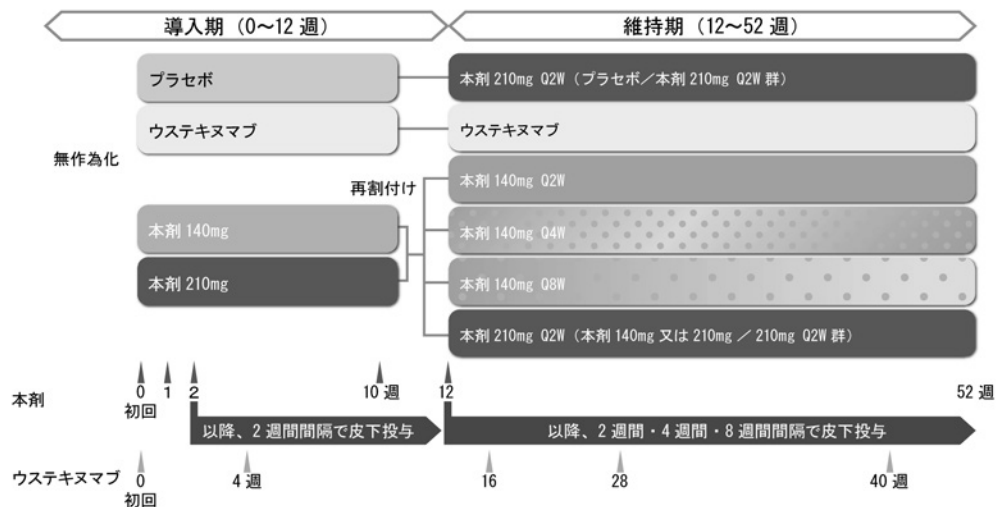 導入期（0～12 週）
維持期（12～52 週）
プラセボ
本剤 210mg Q2W（プラセボ／本剤 210mg Q2W 群）
ウステキヌマブ
ウステキヌマブ
無作為化
再割付け
本剤 140mg Q2W
本剤 140mg
本剤 140mg Q4W
本剤 210mg
本剤 140mg Q8W
本剤 210mg Q2W（本剤 140mg 又は 210mg ／ 210mg Q2W 群）
本剤
0
初回
1
2
10 週
12
52 週
以降、2 週間間隔で皮下投与
以降、2 週間・4 週間・8 週間間隔で皮下投与
ウステキヌマブ
0
初回
4 週
16
28
40 週